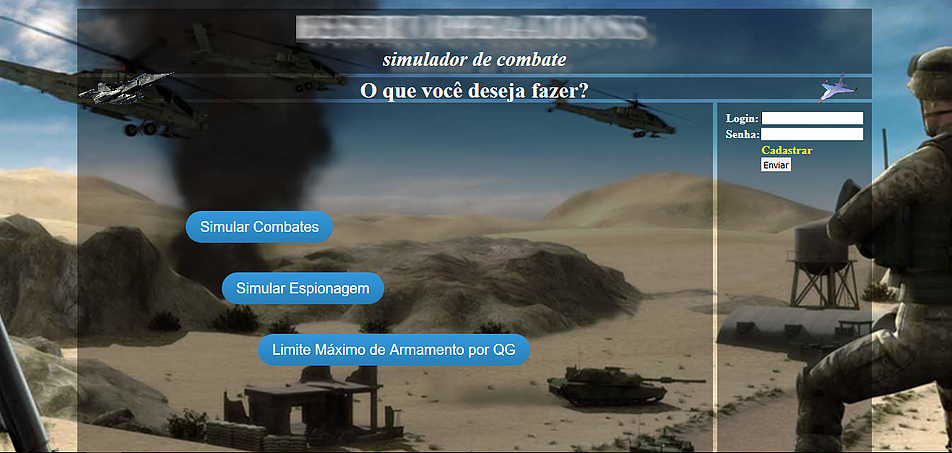 simulador de combate
O que você deseja fazer?
Login:
Senha:
Cadastrar
Enviar
Simular Combates
Simular Espionagem
Limite Máximo de Armamento por QG